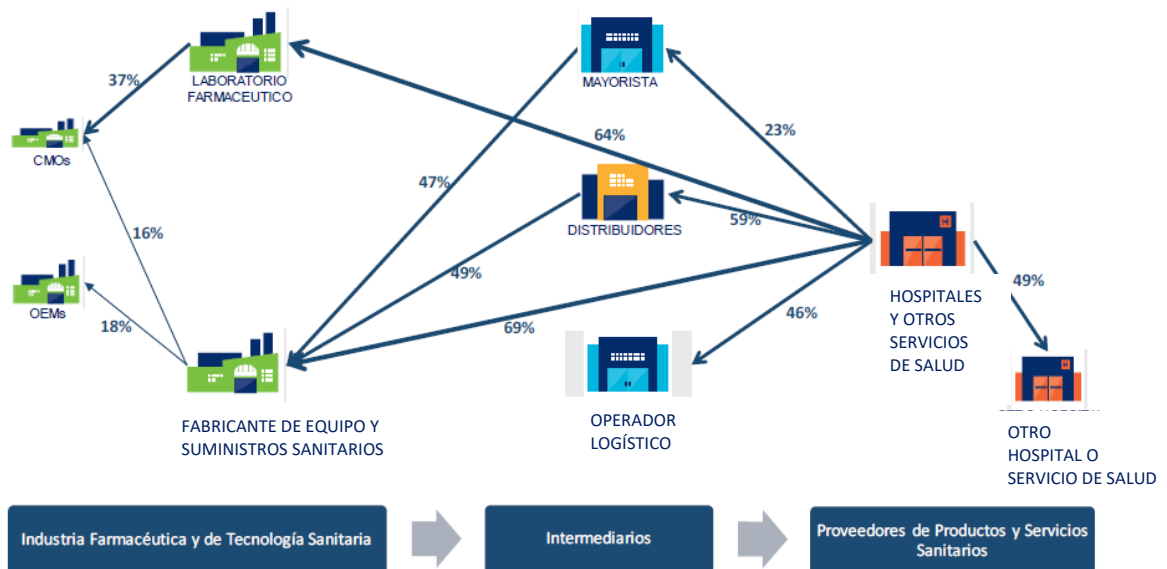 37%
LABORATORIO
FARMACEUTICO
MAYORISTA
23%
64%
CMOs
47%
59%
DISTRIBUIDORES
16%
49%
49%
OEMs
18%
69%
46%
HOSPITALES
Y OTROS
SERVICIOS
DE SALUD
FABRICANTE DE EQUIPO Y
SUMINISTROS SANITARIOS
OPERADOR
LOGÍSTICO
OTRO
HOSPITAL O
SERVICIO DE SALUD
Industria Farmacéutica y de Tecnología Sanitaria
Intermediarios
Proveedores de Productos y Servicios
Sanitarios